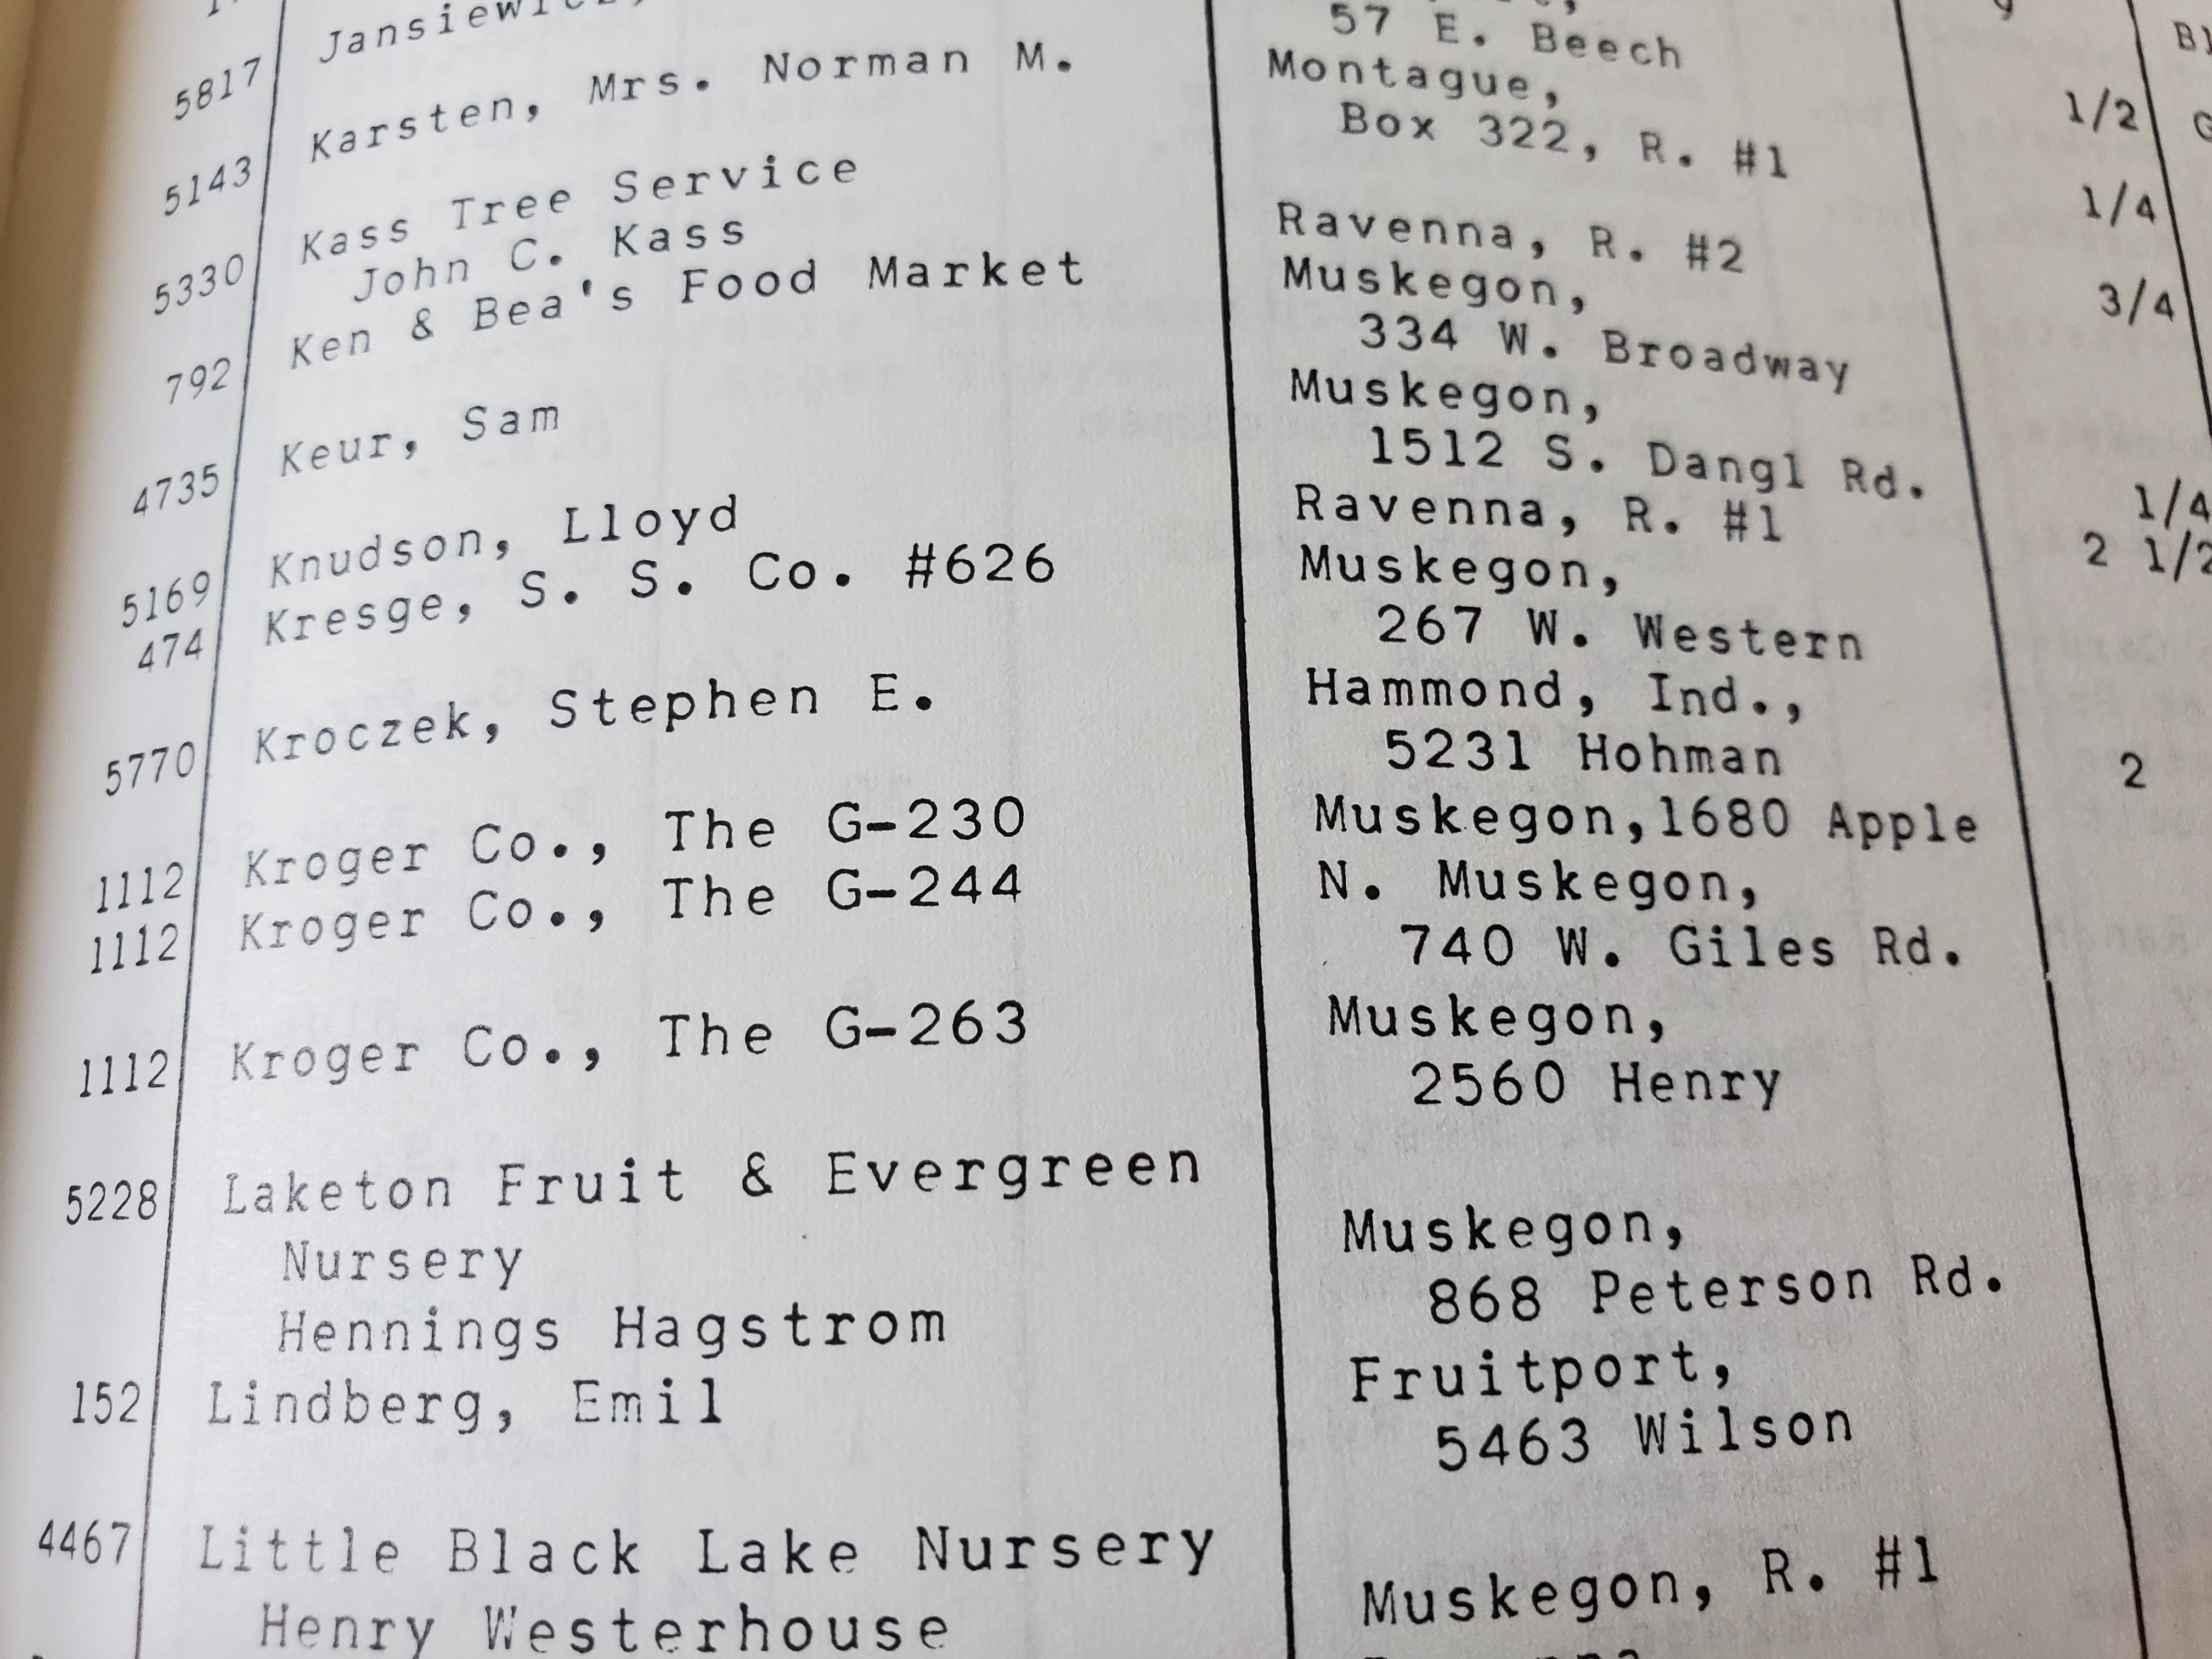 57 E. Beech
5817 Karsten, Mrs. Norman M. Montague,
Box 322, R. #1 1/2
5143 Kass Tree Service
John C. Kass Ravenna, R. #2 1/4
5330 Ken & Bea's Food Market Muskegon,
334 W. Broadway 3/4
792 Keur, Sam Muskegon,
1512 S. Dangl Rd.
4735 Knudson, Lloyd Ravenna, R. #1 1/4
5169 Kresge, S. S. Co. #626 Muskegon, 2 1/2
267 W. Western
474 Kroczek, Stephen E. Hammond, Ind.,
5231 Hohman 2
5770 Kroger Co., The G-230 Muskegon,1680 Apple
1112 Kroger Co., The G-244 N. Muskegon,
740 W. Giles Rd.
1112 Kroger Co., The G-263 Muskegon,
2560 Henry
1112
5228 Laketon Fruit & Evergreen
Nursery Muskegon,
Hennings Hagstrom 868 Peterson Rd.
152 Lindberg, Emil Fruitport,
5463 Wilson
4467 Little Black Lake Nursery
Henry Westerhouse Muskegon, R. #1